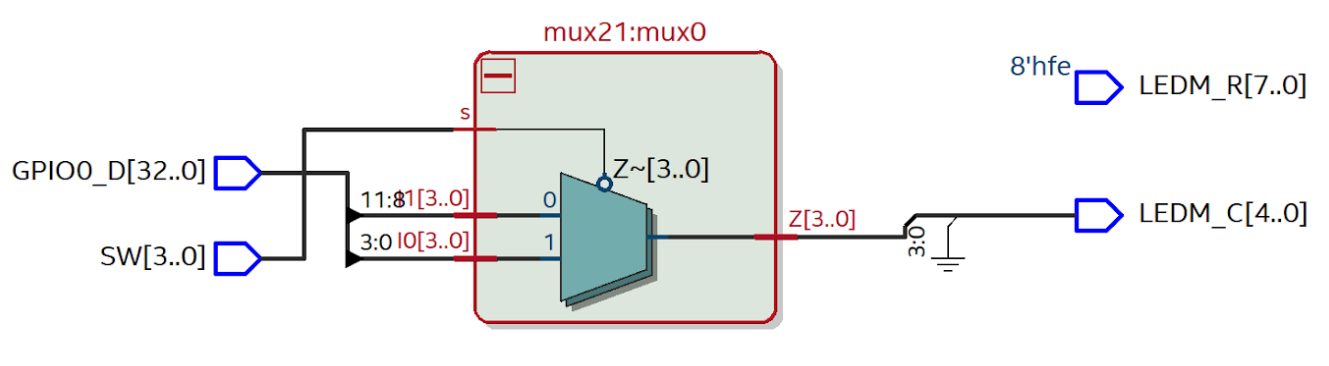 mux21:mux0
8'hfe
LEDM_R[7..0]
s
GPIO0_D[32..0]
Z~[3..0]
11:8
I1[3..0]
0
Z[3..0]
LEDM_C[4..0]
3:0
I0[3..0]
1
3:0
SW[3..0]